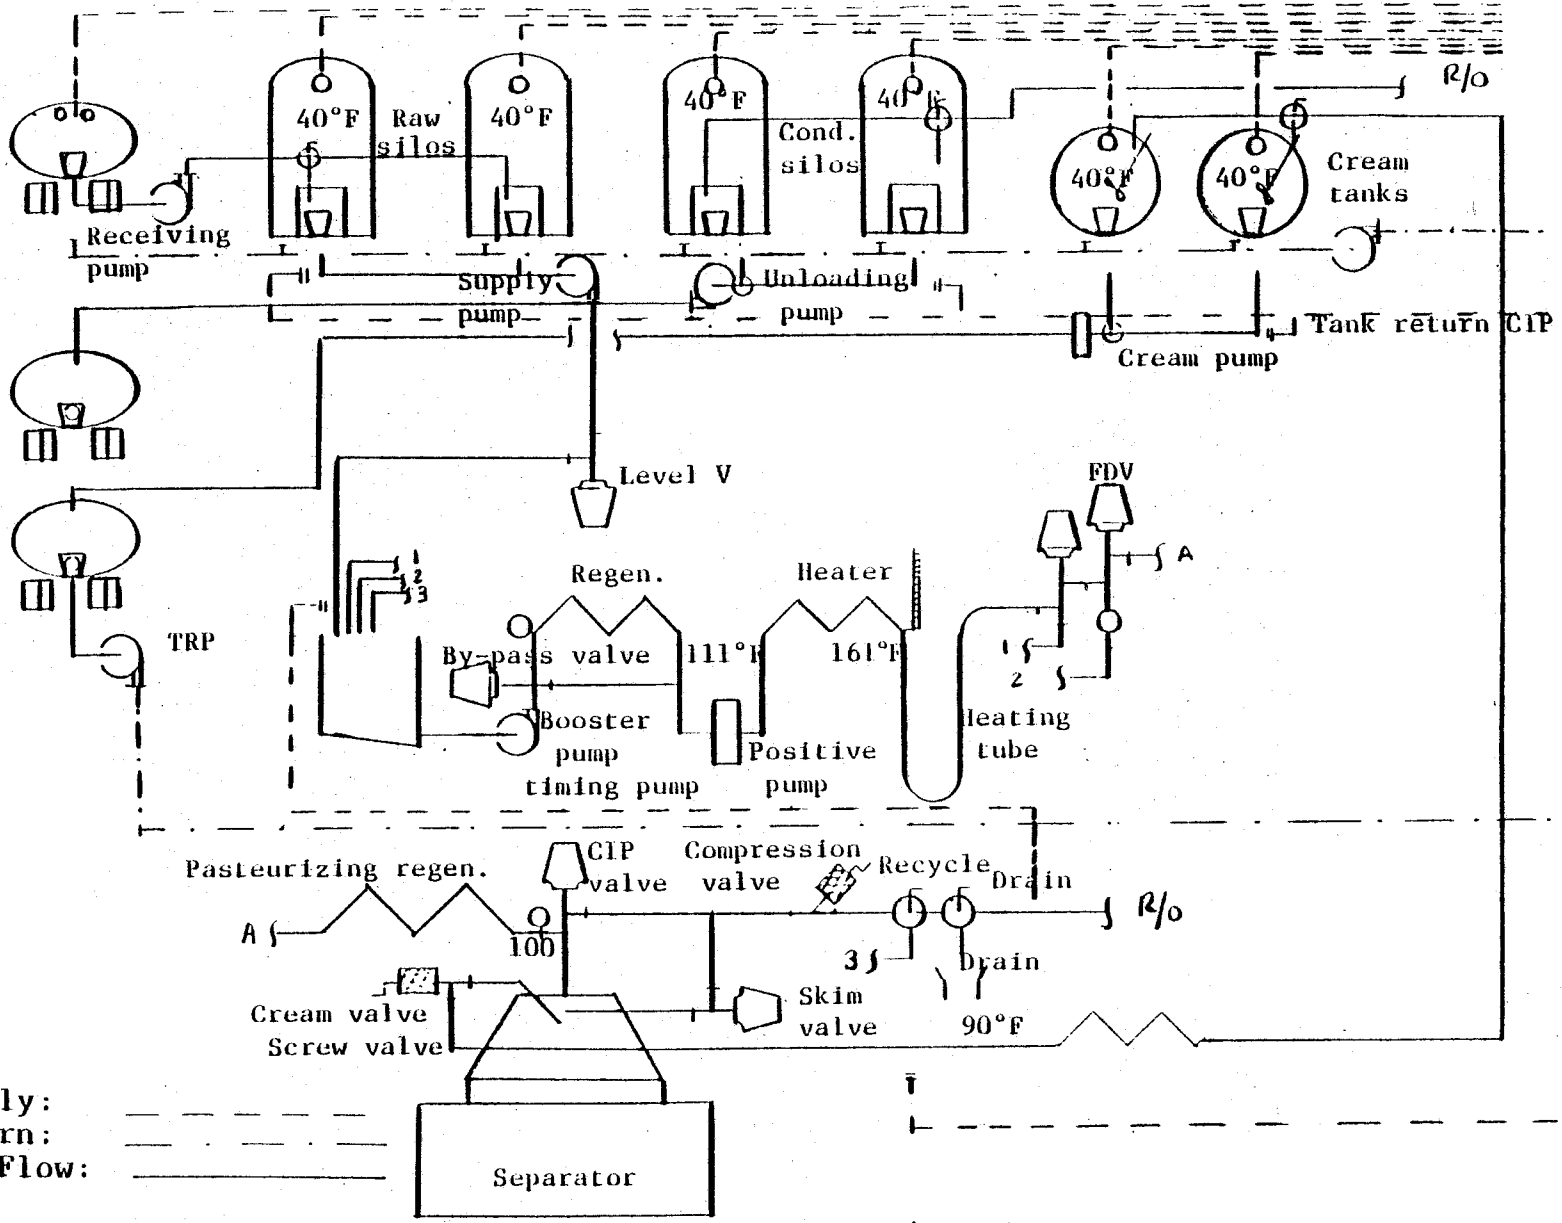 R/O
40°F
Raw
silos
40°F
40°F
Cond.
silos
40
40°F
40°F
Cream
tanks
Receiving
pump
Supply
pump
Unloading
pump
Tank return CIP
Cream pump
Level V
FDV
A
1
2
3
Regen.
Heater
TRP
By-pass valve
111°F
161°F
1
2
Booster
pump
timing pump
Positive
pump
Heating
tube
Pasteurizing regen.
CIP
valve
Compression
valve
Recycle
Drain
A
100
R/O
3
Drain
Cream valve
Screw valve
Skim
valve
90°F
ly:
rn:
Flow:
Separator